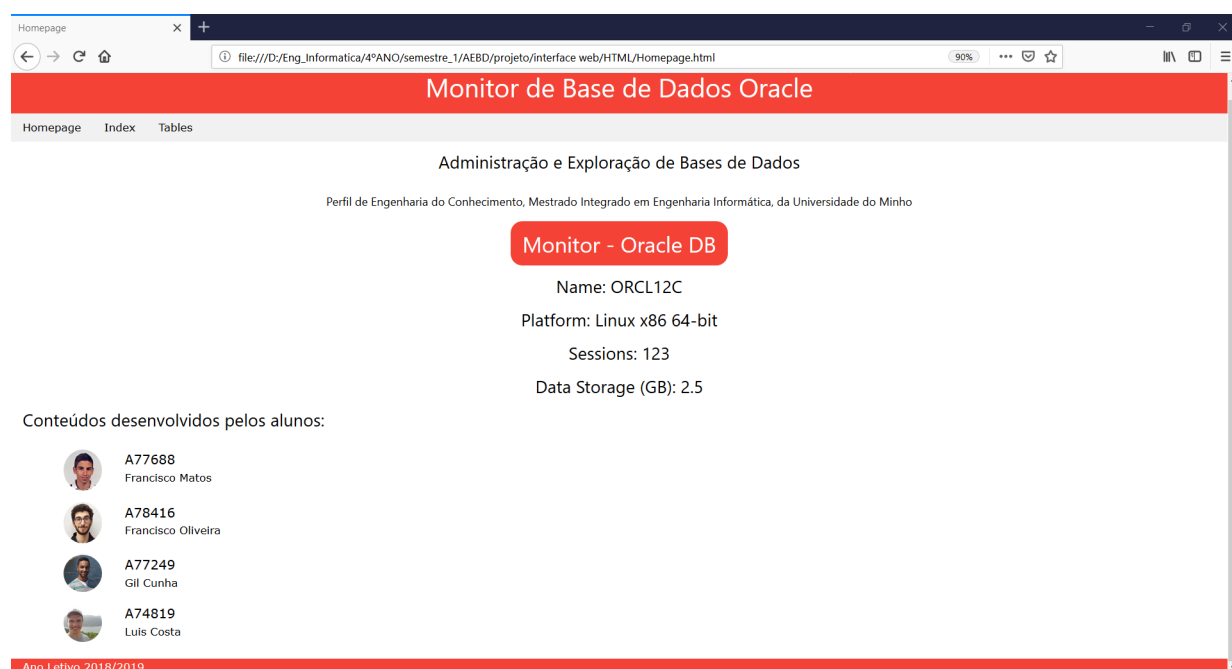 Homepage
file:///D:/Eng_Informatica/4ºANO/semestre_1/AEBD/projeto/interface web/HTML/Homepage.html
90%
Monitor de Base de Dados Oracle
Homepage Index Tables
Administração e Exploração de Bases de Dados
Perfil de Engenharia do Conhecimento, Mestrado Integrado em Engenharia Informática, da Universidade do Minho
Monitor - Oracle DB
Name: ORCL12C
Platform: Linux x86 64-bit
Sessions: 123
Data Storage (GB): 2.5
Conteúdos desenvolvidos pelos alunos:
A77688
Francisco Matos
A78416
Francisco Oliveira
A77249
Gil Cunha
A74819
Luis Costa
Ano Letivo 2018/2019